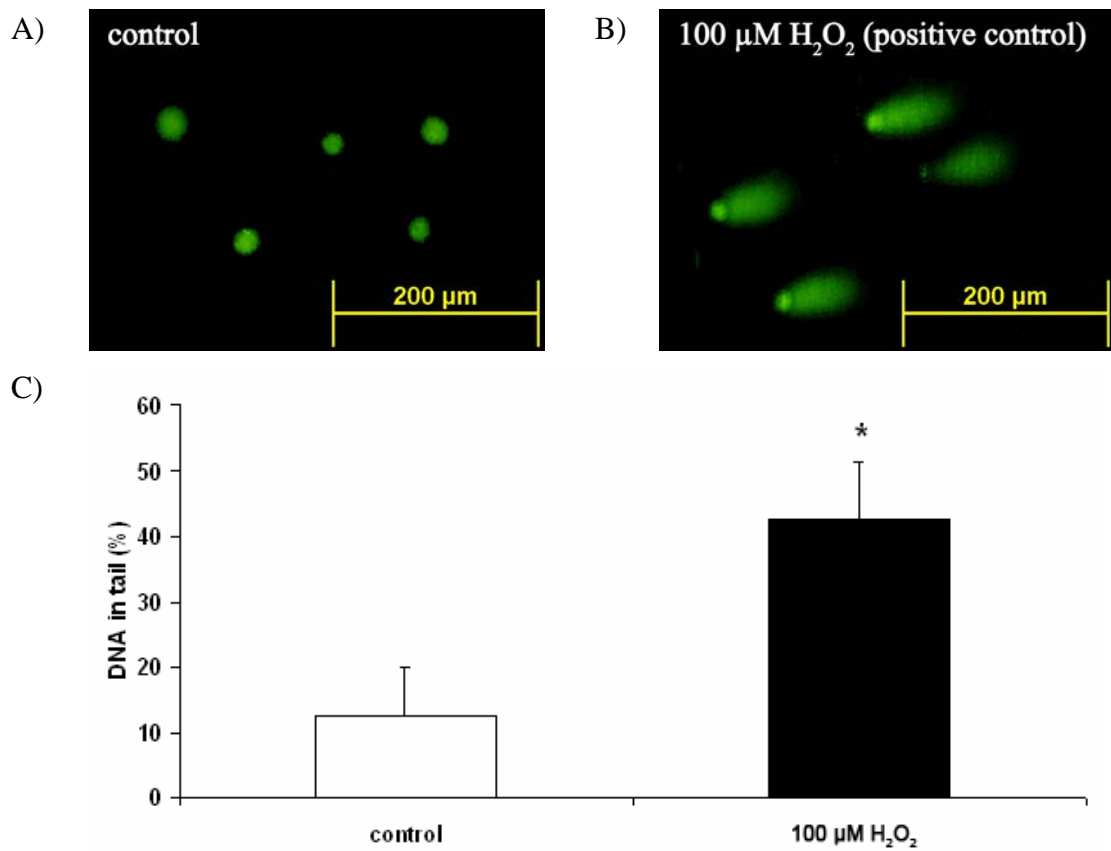 A)
control
200 µm
B)
100 µM H₂O₂ (positive control)
200 µm
C)
DNA in tail (%)
60
50
40
30
20
10
0
*
control
100 µM H₂O₂